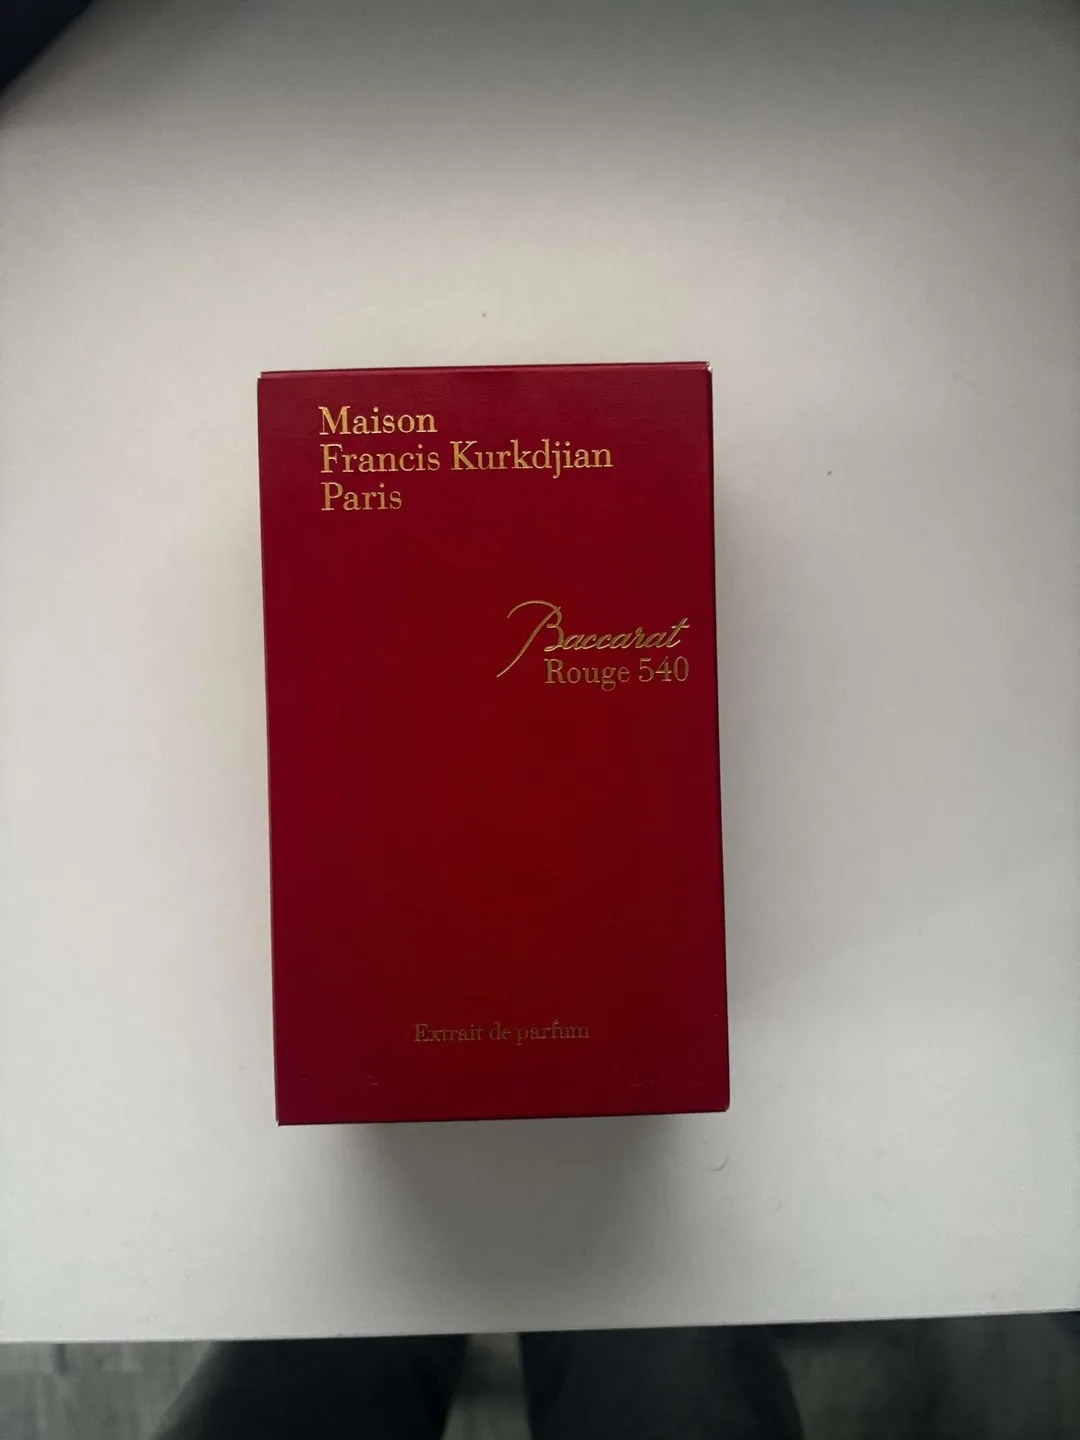 Maison
Francis Kurkdjian
Paris
Baccarat
Rouge 540
Extrait de parfum